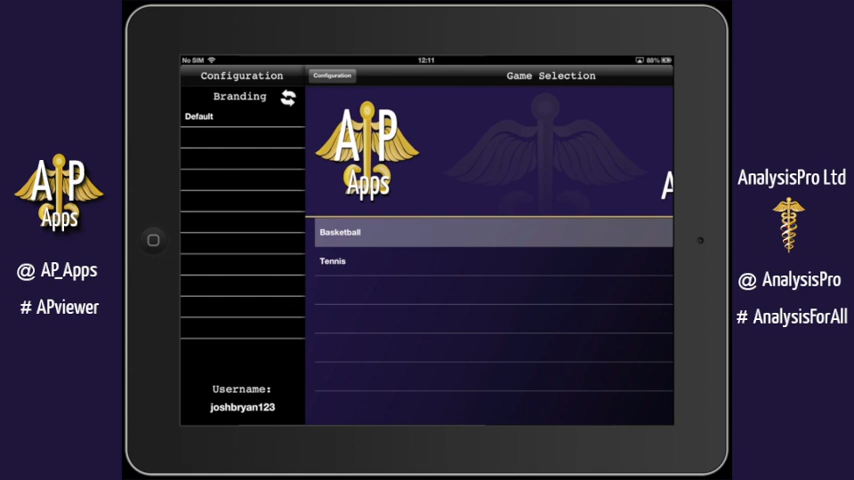 No SIM 12:11 88%
Configuration
Configuration
Game Selection
Branding
Default
AP
Apps
A
Basketball
Tennis
Username:
joshbryan123
AP
Apps
@ AP_Apps
# APviewer
AnalysisPro Ltd
@ AnalysisPro
# AnalysisForAll